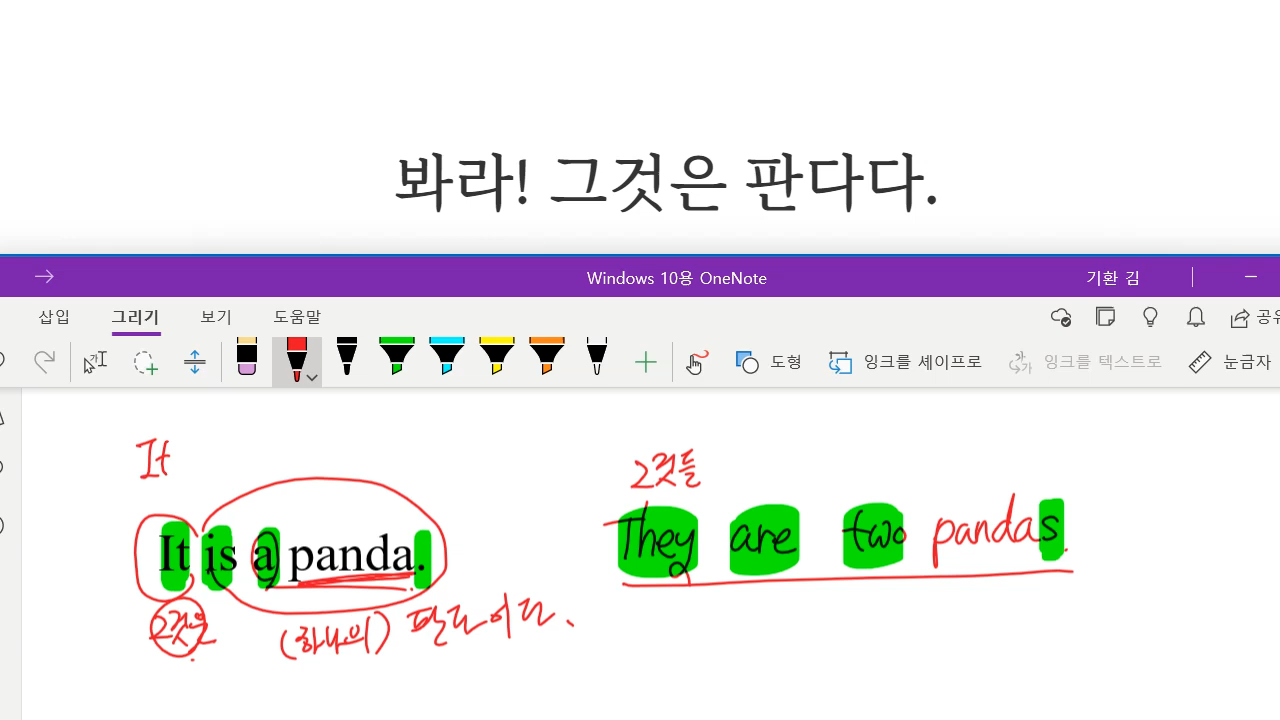 봐라! 그것은 판다다.
Windows 10용 OneNote
기환 김
삽입 그리기 보기 도움말
공유
도형 잉크를 셰이프로 잉크를 텍스트로 눈금자
It
그것들
It is a panda.
They are two pandas.
그것은 (하나의) 판다이다.